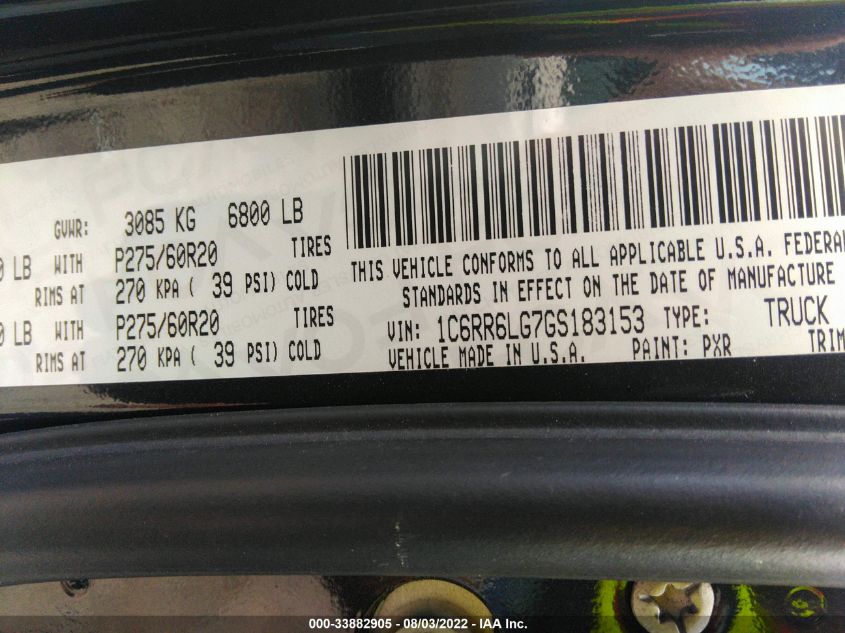 GVWR: 3085 KG 6800 LB
0 LB WITH P275/60R20 TIRES
RIMS AT 270 KPA ( 39 PSI) COLD
0 LB WITH P275/60R20 TIRES
RIMS AT 270 KPA ( 39 PSI) COLD
THIS VEHICLE CONFORMS TO ALL APPLICABLE U.S.A. FEDERA
STANDARDS IN EFFECT ON THE DATE OF MANUFACTURE
VIN: 1C6RR6LG7GS183153 TYPE: TRUCK
VEHICLE MADE IN U.S.A. PAINT: PXR TRIM
000-33882905 - 08/03/2022 - IAA Inc.